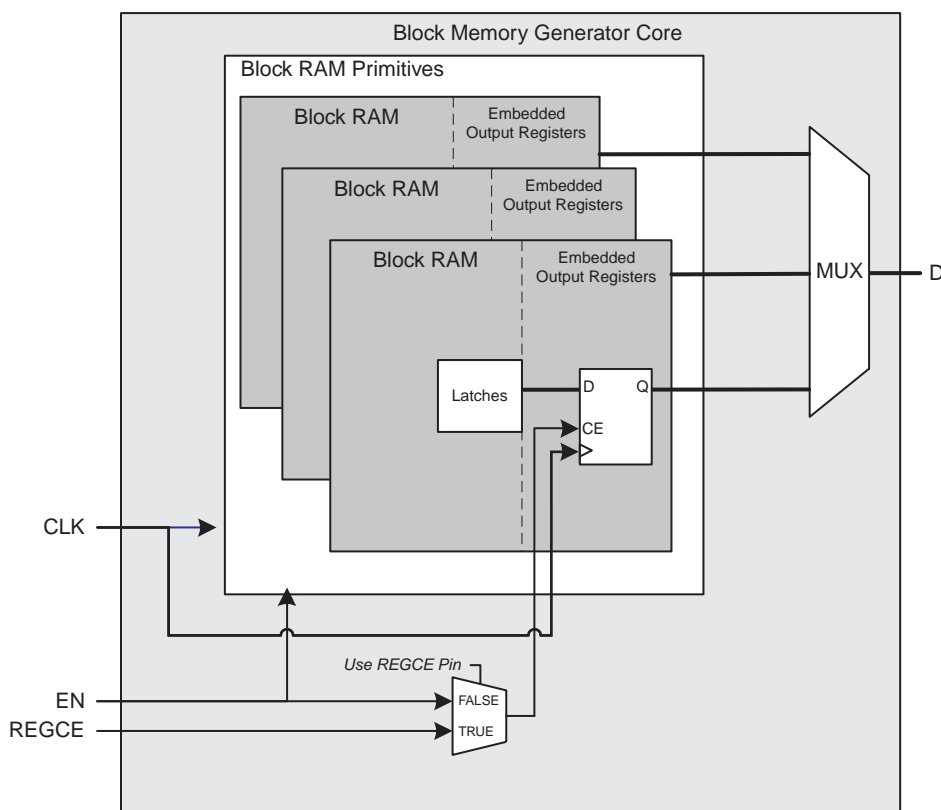 Block Memory Generator Core
Block RAM Primitives
Block RAM
Embedded
Output Registers
Block RAM
Embedded
Output Registers
Block RAM
Embedded
Output Registers
MUX
D
Latches
D
Q
CE
CLK
Use REGCE Pin
EN
FALSE
REGCE
TRUE